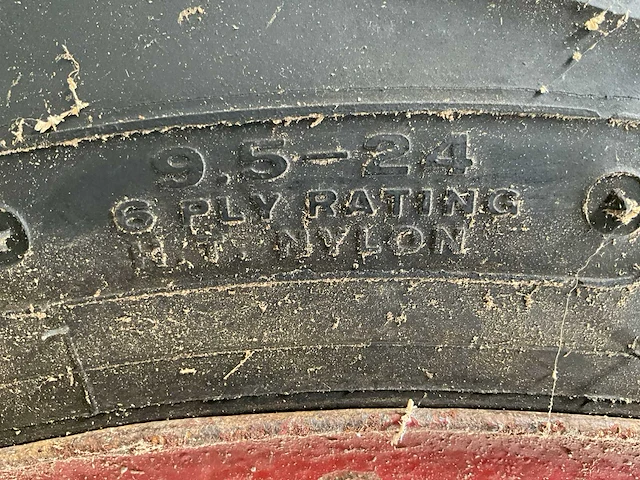 9.5-24
6 PLY RATING
H.T. NYLON